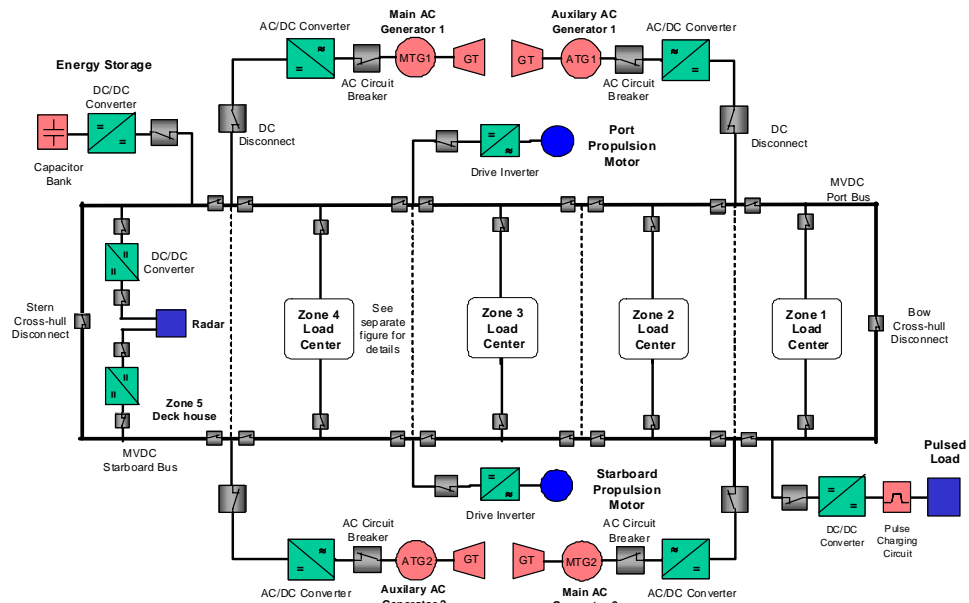 AC/DC Converter
Main AC
Generator 1
MTG1
GT
AC Circuit
Breaker
Auxilary AC
Generator 1
GT
ATG1
AC/DC Converter
AC Circuit
Breaker
Energy Storage
DC/DC
Converter
Capacitor
Bank
DC
Disconnect
Drive Inverter
Port
Propulsion
Motor
DC
Disconnect
MVDC
Port Bus
DC/DC
Converter
Stern
Cross-hull
Disconnect
Radar
Zone 5
Deck house
MVDC
Starboard Bus
Zone 4
Load
Center
See
separate
figure for
details
Zone 3
Load
Center
Zone 2
Load
Center
Zone 1
Load
Center
Bow
Cross-hull
Disconnect
Drive Inverter
Starboard
Propulsion
Motor
Pulsed
Load
DC/DC
Converter
Pulse
Charging
Circuit
AC Circuit
Breaker
AC/DC Converter
ATG2
GT
Auxilary AC
GT
MTG2
AC Circuit
Breaker
Main AC
AC/DC Converter